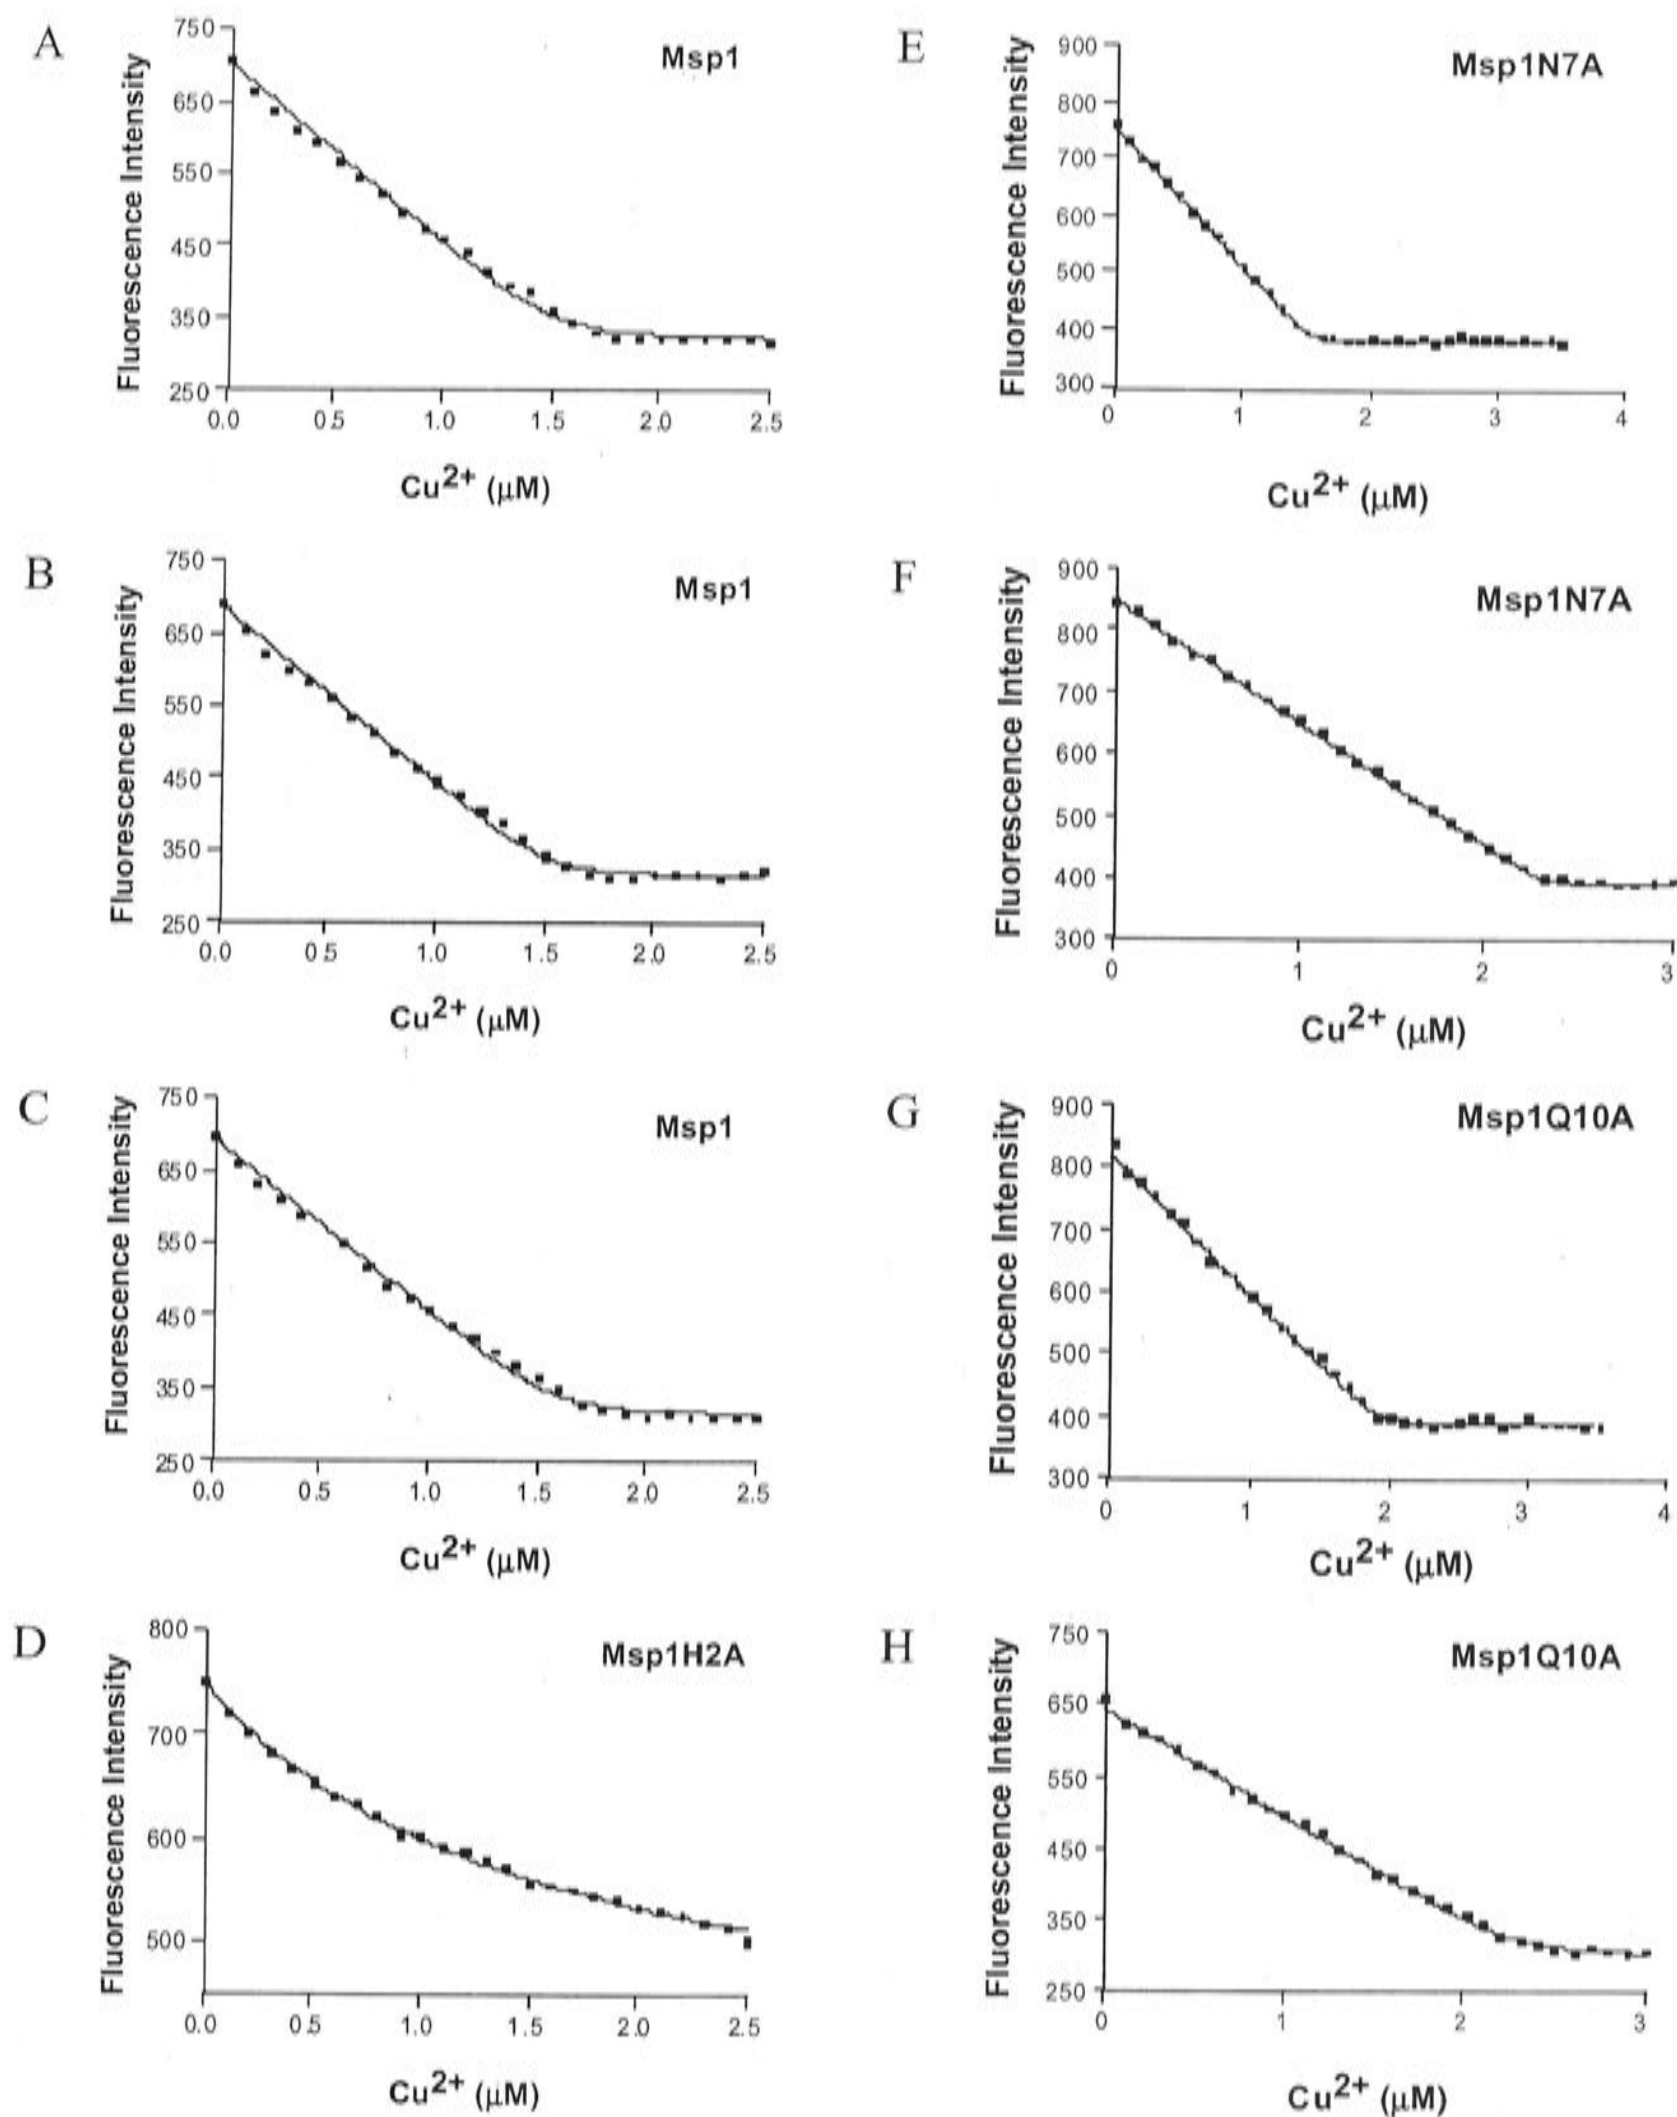 A
Msp1
Fluorescence Intensity
750
650
550
450
350
250
0.0 0.5 1.0 1.5 2.0 2.5
Cu2+ (μM)
B
Msp1
Fluorescence Intensity
750
650
550
450
350
250
0.0 0.5 1.0 1.5 2.0 2.5
Cu2+ (μM)
C
Msp1
Fluorescence Intensity
750
650
550
450
350
250
0.0 0.5 1.0 1.5 2.0 2.5
Cu2+ (μM)
D
Msp1H2A
Fluorescence Intensity
800
700
600
500
0.0 0.5 1.0 1.5 2.0 2.5
Cu2+ (μM)
E
Msp1N7A
Fluorescence Intensity
900
800
700
600
500
400
300
0 1 2 3 4
Cu2+ (μM)
F
Msp1N7A
Fluorescence Intensity
900
800
700
600
500
400
300
0 1 2 3
Cu2+ (μM)
G
Msp1Q10A
Fluorescence Intensity
900
800
700
600
500
400
300
0 1 2 3 4
Cu2+ (μM)
H
Msp1Q10A
Fluorescence Intensity
750
650
550
450
350
250
0 1 2 3
Cu2+ (μM)